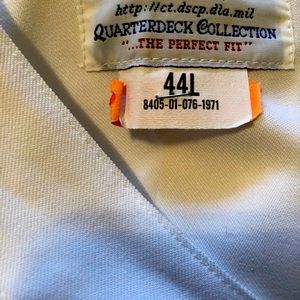 http://ct.dscp.dla.mil
QUARTERDECK COLLECTION
"...THE PERFECT FIT"
44L
8405-01-076-1971